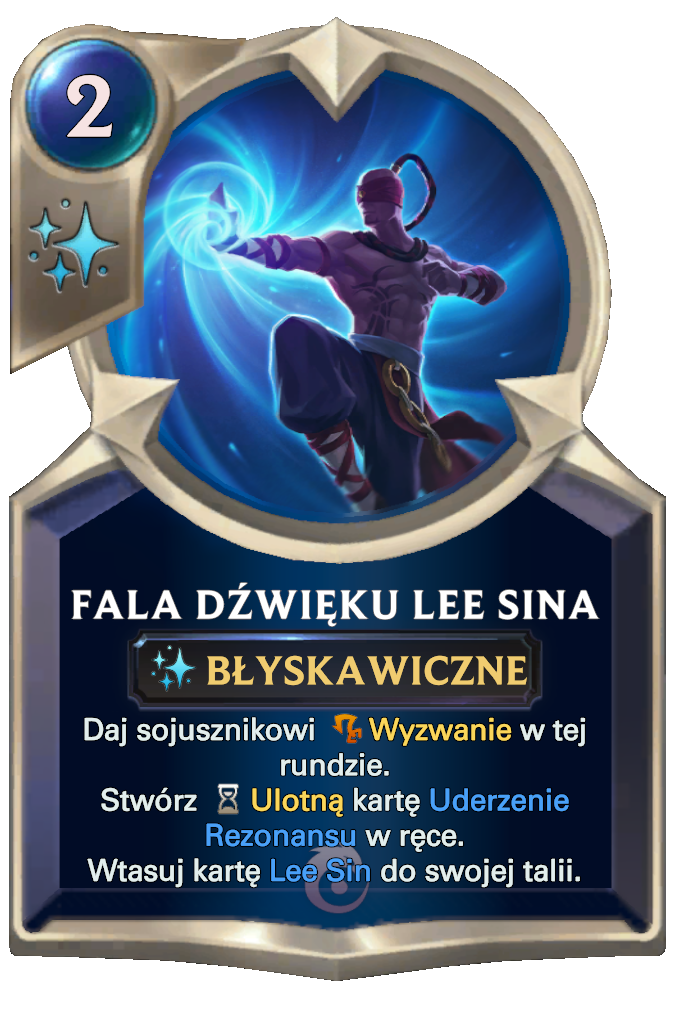 2
FALA DŹWIĘKU LEE SINA
BŁYSKAWICZNE
Daj sojusznikowi Wyzwanie w tej
rundzie.
Stwórz Ulotną kartę Uderzenie
Rezonansu w ręce.
Wtasuj kartę Lee Sin do swojej talii.